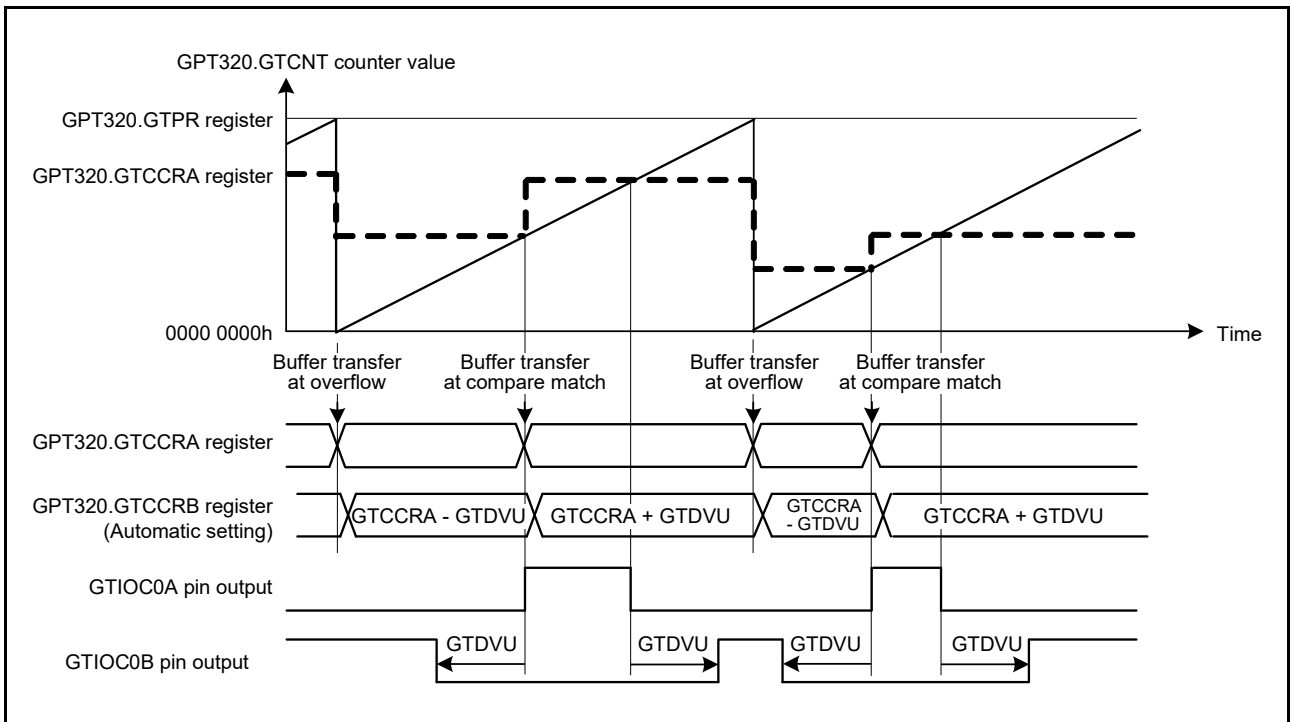 GPT320.GTCNT counter value
GPT320.GTPR register
GPT320.GTCCRA register
0000 0000h
Time
Buffer transfer
at overflow
Buffer transfer
at compare match
Buffer transfer
at overflow
Buffer transfer
at compare match
GPT320.GTCCRA register
GPT320.GTCCRB register
(Automatic setting)
GTCCRA - GTDVU
GTCCRA + GTDVU
GTCCRA
- GTDVU
GTCCRA + GTDVU
GTIOC0A pin output
GTIOC0B pin output
GTDVU
GTDVU
GTDVU
GTDVU